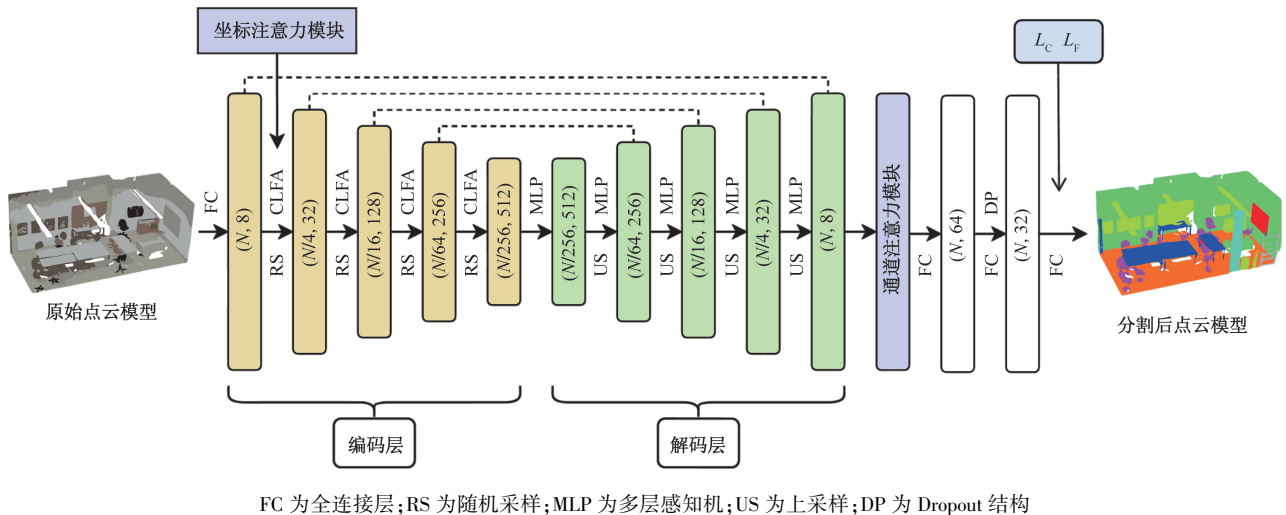 坐标注意力模块
L_C L_F
原始点云模型
FC
(N, 8)
RS CLFA
(N/4, 32)
RS CLFA
(N/16, 128)
RS CLFA
(N/64, 256)
RS CLFA
(N/256, 512)
MLP
(N/256, 512)
US MLP
(N/64, 256)
US MLP
(N/16, 128)
US MLP
(N/4, 32)
US MLP
(N, 8)
通道注意力模块
FC
(N, 64)
FC DP
(N, 32)
FC
分割后点云模型
编码层
解码层
FC 为全连接层;RS 为随机采样;MLP 为多层感知机;US 为上采样;DP 为 Dropout 结构